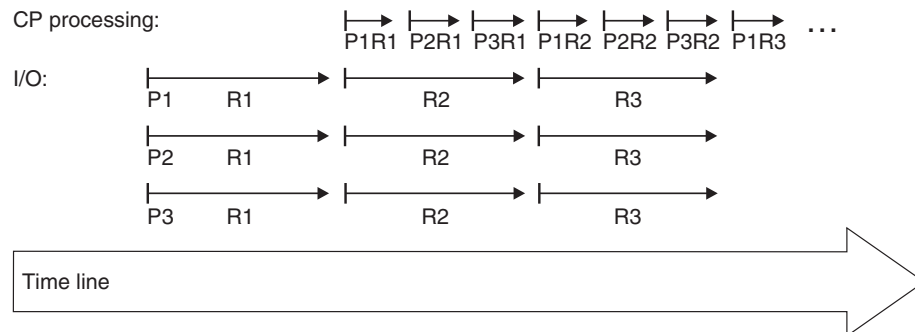 CP processing:
P1R1 P2R1 P3R1 P1R2 P2R2 P3R2 P1R3 ...
I/O:
P1 R1 R2 R3
P2 R1 R2 R3
P3 R1 R2 R3
Time line